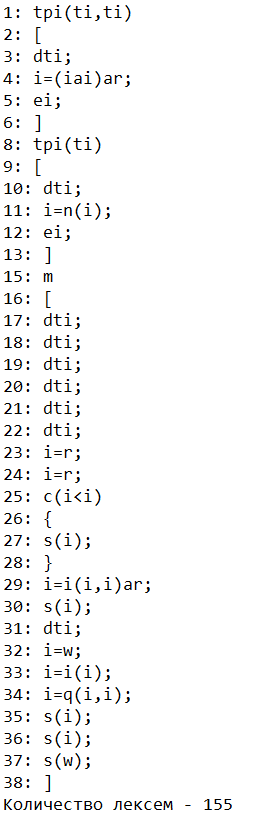 1: tpi(ti,ti)
2: [
3: dti;
4: i=(iai)ar;
5: ei;
6: ]
8: tpi(ti)
9: [
10: dti;
11: i=n(i);
12: ei;
13: ]
15: m
16: [
17: dti;
18: dti;
19: dti;
20: dti;
21: dti;
22: dti;
23: i=r;
24: i=r;
25: c(i<i)
26: {
27: s(i);
28: }
29: i=i(i,i)ar;
30: s(i);
31: dti;
32: i=w;
33: i=i(i);
34: i=q(i,i);
35: s(i);
36: s(i);
37: s(w);
38: ]
Количество лексем - 155